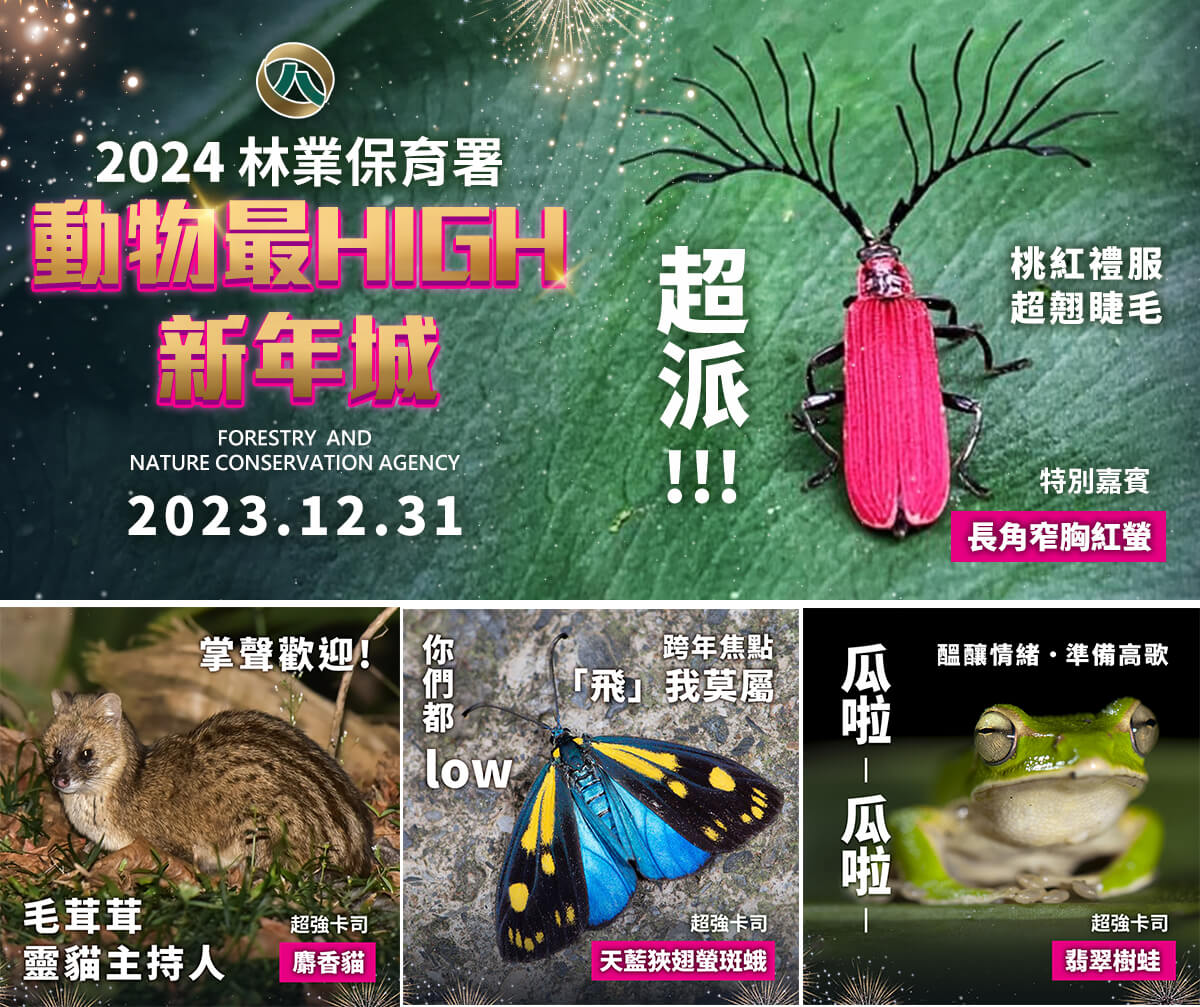 2024 林業保育署
動物最HIGH
新年城
FORESTRY AND
NATURE CONSERVATION AGENCY
2023.12.31
超派!!!
桃紅禮服
超翹睫毛
特別嘉賓
長角窄胸紅螢
掌聲歡迎!
毛茸茸
靈貓主持人
超強卡司
麝香貓
你們都
low
跨年焦點
「飛」我莫屬
超強卡司
天藍狹翅螢斑蛾
瓜啦–瓜啦–
醞釀情緒・準備高歌
超強卡司
翡翠樹蛙